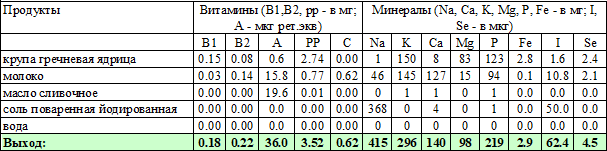 Продукты Витамины (B1,B2, рр - в мг; Минералы (Na, Ca, K, Mg, P, Fe - в мг; I,
А - мкг рет.экв) Se - в мкг)
B1 B2 A PP C Na K Ca Mg P Fe I Se
крупа гречневая ядрица 0.15 0.08 0.6 2.74 0.00 1 150 8 83 123 2.8 1.6 2.4
молоко 0.03 0.14 15.8 0.77 0.62 46 145 127 15 94 0.1 10.8 2.1
масло сливочное 0.00 0.00 19.6 0.01 0.00 0 1 1 0 1 0.0 0.0 0.0
соль поваренная йодированная 0.00 0.00 0.0 0.00 0.00 368 0 4 0 1 0.0 50.0 0.0
вода 0.00 0.00 0.0 0.00 0.00 0 0 0 0 0 0.0 0.0 0.0
Выход: 0.18 0.22 36.0 3.52 0.62 415 296 140 98 219 2.9 62.4 4.5